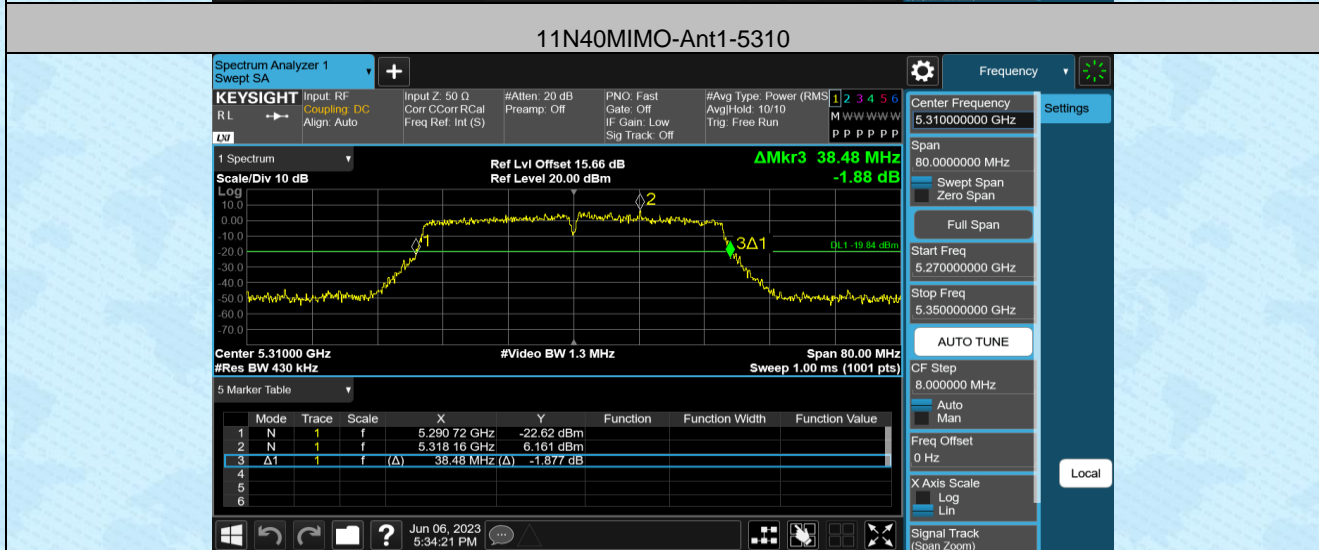 11N40MIMO-Ant1-5310
Spectrum Analyzer 1
Swept SA
+
Frequency
KEYSIGHT
RL
LXI
Input: RF
Coupling: DC
Align: Auto
Input Z: 50 Ω
Corr CCorr RCal
Freq Ref: Int (S)
#Atten: 20 dB
Preamp: Off
PNO: Fast
Gate: Off
IF Gain: Low
Sig Track: Off
#Avg Type: Power (RMS
Avg|Hold: 10/10
Trig: Free Run
1 2 3 4 5 6
M W W W W W
P P P P P P
1 Spectrum
Scale/Div 10 dB
Ref Lvl Offset 15.66 dB
Ref Level 20.00 dBm
ΔMkr3 38.48 MHz
-1.88 dB
Log
10.0
0.00
-10.0
-20.0
-30.0
-40.0
-50.0
-60.0
-70.0
1
2
3Δ1
DL1 -19.84 dBm
Center 5.31000 GHz
#Video BW 1.3 MHz
Span 80.00 MHz
#Res BW 430 kHz
Sweep 1.00 ms (1001 pts)
5 Marker Table
Mode Trace Scale X Y Function Function Width Function Value
1 N 1 f 5.290 72 GHz -22.62 dBm
2 N 1 f 5.318 16 GHz 6.161 dBm
3 Δ1 1 f (Δ) 38.48 MHz (Δ) -1.877 dB
4
5
6
?
Jun 06, 2023
5:34:21 PM
Center Frequency
5.310000000 GHz
Settings
Span
80.0000000 MHz
Swept Span
Zero Span
Full Span
Start Freq
5.270000000 GHz
Stop Freq
5.350000000 GHz
AUTO TUNE
CF Step
8.000000 MHz
Auto
Man
Freq Offset
0 Hz
X Axis Scale
Log
Lin
Local
Signal Track
(Span Zoom)